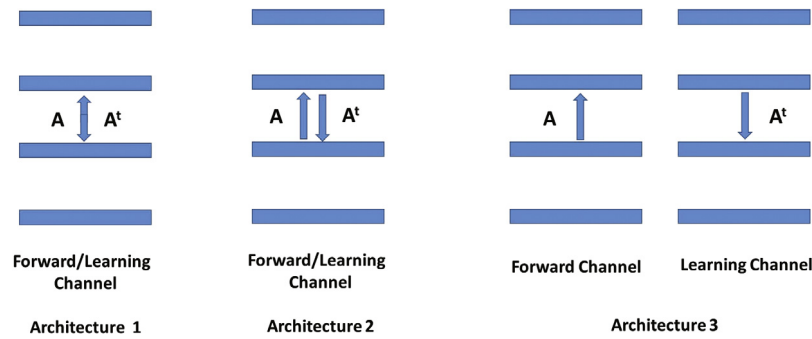 A Aᵗ
A Aᵗ
A
Aᵗ
Forward/Learning
Channel
Forward/Learning
Channel
Forward Channel
Learning Channel
Architecture 1
Architecture 2
Architecture 3